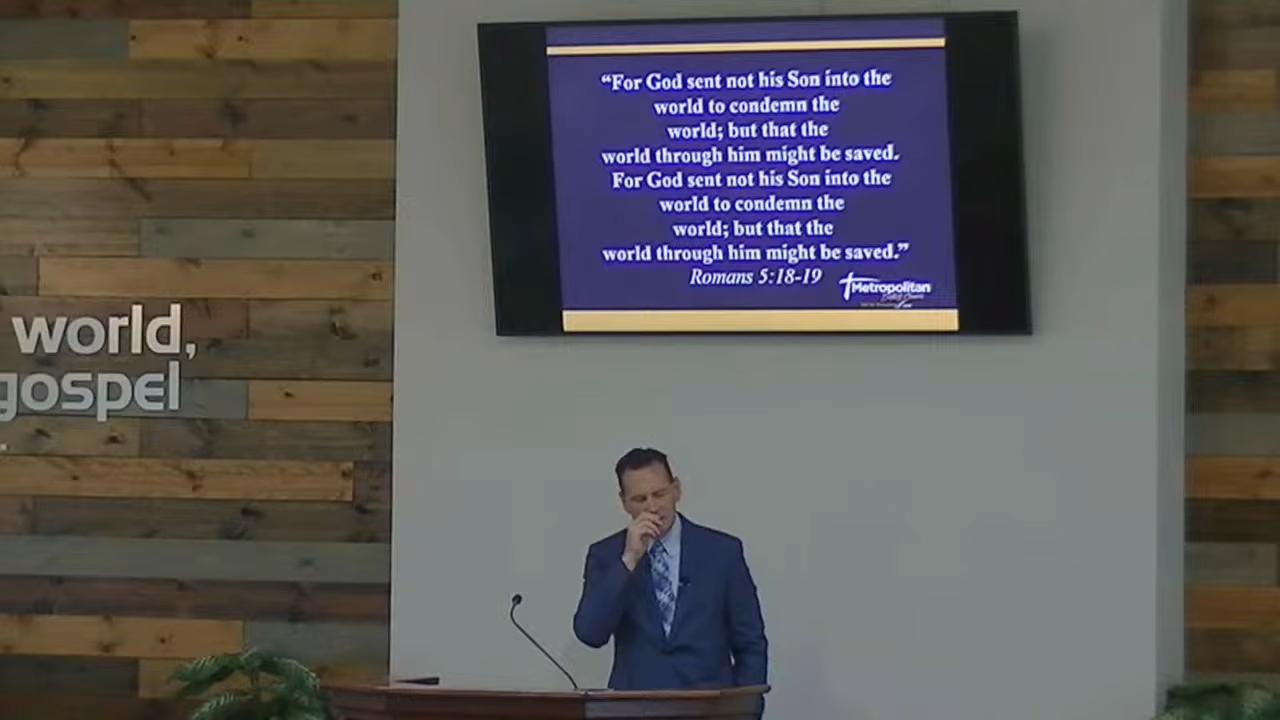 “For God sent not his Son into the
world to condemn the
world; but that the
world through him might be saved.
For God sent not his Son into the
world to condemn the
world; but that the
world through him might be saved.”
Romans 5:18-19
Metropolitan
world,
gospel